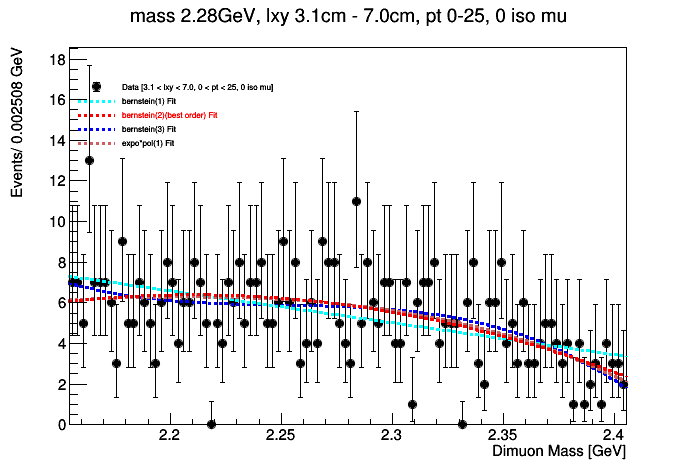 mass 2.28GeV, lxy 3.1cm - 7.0cm, pt 0-25, 0 iso mu
Events/ 0.002508 GeV
18
16
14
12
10
8
6
4
2
0
Data [3.1 < lxy < 7.0, 0 < pt < 25, 0 iso mu]
bernstein(1) Fit
bernstein(2)(best order) Fit
bernstein(3) Fit
expo*pol(1) Fit
2.2 2.25 2.3 2.35 2.4
Dimuon Mass [GeV]